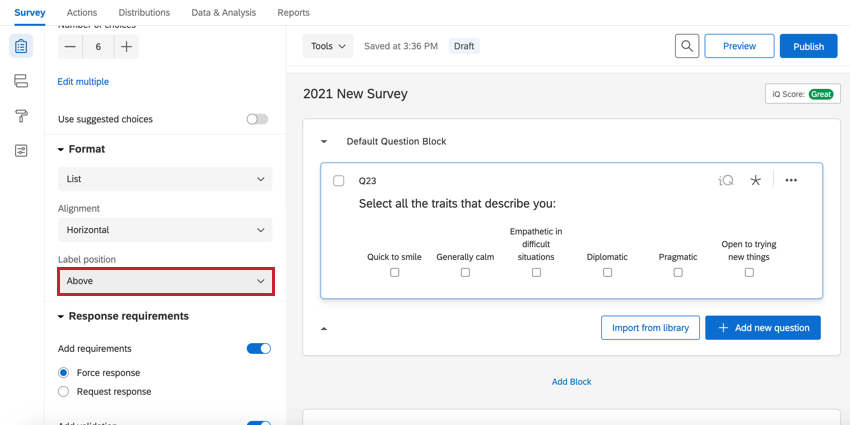 Survey
Actions
Distributions
Data & Analysis
Reports
Number of choices
6
Edit multiple
Use suggested choices
Format
List
Alignment
Horizontal
Label position
Above
Response requirements
Add requirements
Force response
Request response
Add validation
Tools
Saved at 3:36 PM
Draft
Preview
Publish
2021 New Survey
iQ Score: Great
Default Question Block
Q23
iQ
Select all the traits that describe you:
Quick to smile
Generally calm
Empathetic in
difficult
situations
Diplomatic
Pragmatic
Open to trying
new things
Import from library
Add new question
Add Block